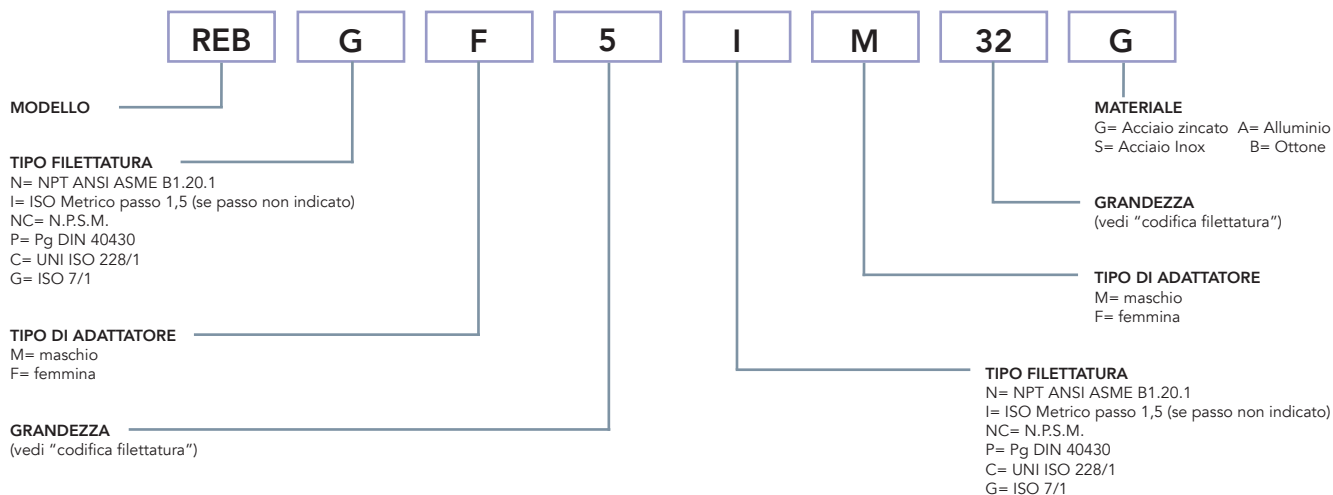 REB G F 5 I M 32 G
MODELLO
TIPO FILETTATURA
N= NPT ANSI ASME B1.20.1
I= ISO Metrico passo 1,5 (se passo non indicato)
NC= N.P.S.M.
P= Pg DIN 40430
C= UNI ISO 228/1
G= ISO 7/1
TIPO DI ADATTATORE
M= maschio
F= femmina
GRANDEZZA
(vedi “codifica filettatura”)
MATERIALE
G= Acciaio zincato A= Alluminio
S= Acciaio Inox B= Ottone
GRANDEZZA
(vedi “codifica filettatura”)
TIPO DI ADATTATORE
M= maschio
F= femmina
TIPO FILETTATURA
N= NPT ANSI ASME B1.20.1
I= ISO Metrico passo 1,5 (se passo non indicato)
NC= N.P.S.M.
P= Pg DIN 40430
C= UNI ISO 228/1
G= ISO 7/1